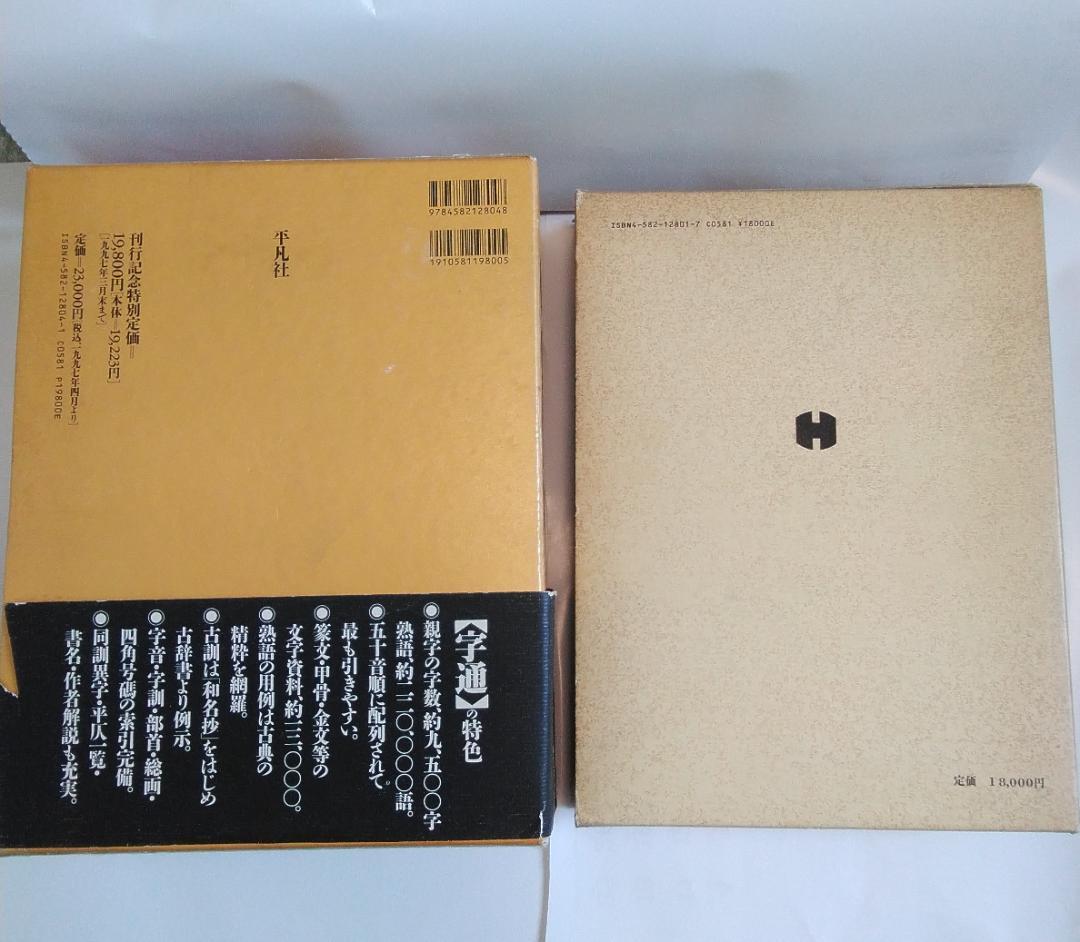 9784582128048
1910581198005
平凡社
刊行記念特別定価=
19,800円[本体=19,223円]
[一九九七年三月末まで]
定価=23,000円[税込、一九九七年四月より]
ISBN4-582-12804-1 C0581 P19800E
【字通】の特色
●親字の字数、約九、五〇〇字
熟語、約二二〇、〇〇〇語。
●五十音順に配列されて
最も引きやすい。
●篆文・甲骨・金文等の
文字資料、約一三、〇〇〇。
●熟語の用例は古典の
精粋を網羅。
●古訓は「和名抄」をはじめ
古辞書より例示。
●字音・字訓・部首・総画・
四角号碼の索引完備。
●同訓異字・平仄一覧・
書名・作者解説も充実。
ISBN4-582-12801-7 C0581 ¥18000E
H
定価 18,000円